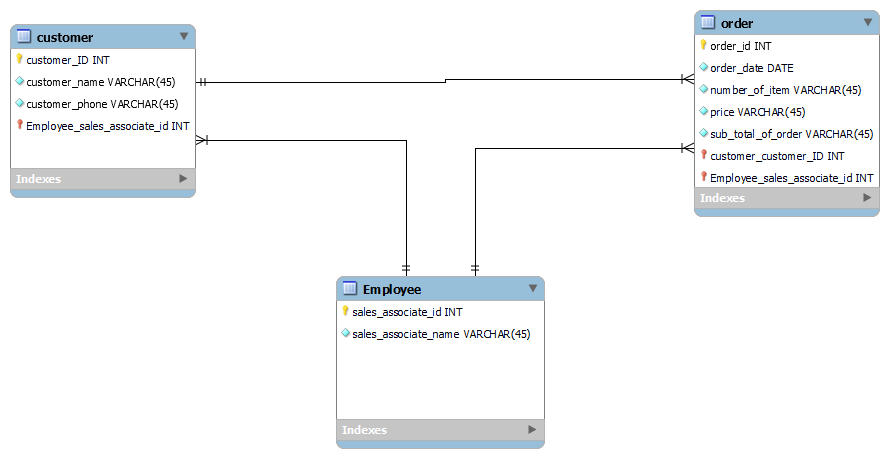 customer
customer_ID INT
customer_name VARCHAR(45)
customer_phone VARCHAR(45)
Employee_sales_associate_id INT
Indexes
order
order_id INT
order_date DATE
number_of_item VARCHAR(45)
price VARCHAR(45)
sub_total_of_order VARCHAR(45)
customer_customer_ID INT
Employee_sales_associate_id INT
Indexes
Employee
sales_associate_id INT
sales_associate_name VARCHAR(45)
Indexes